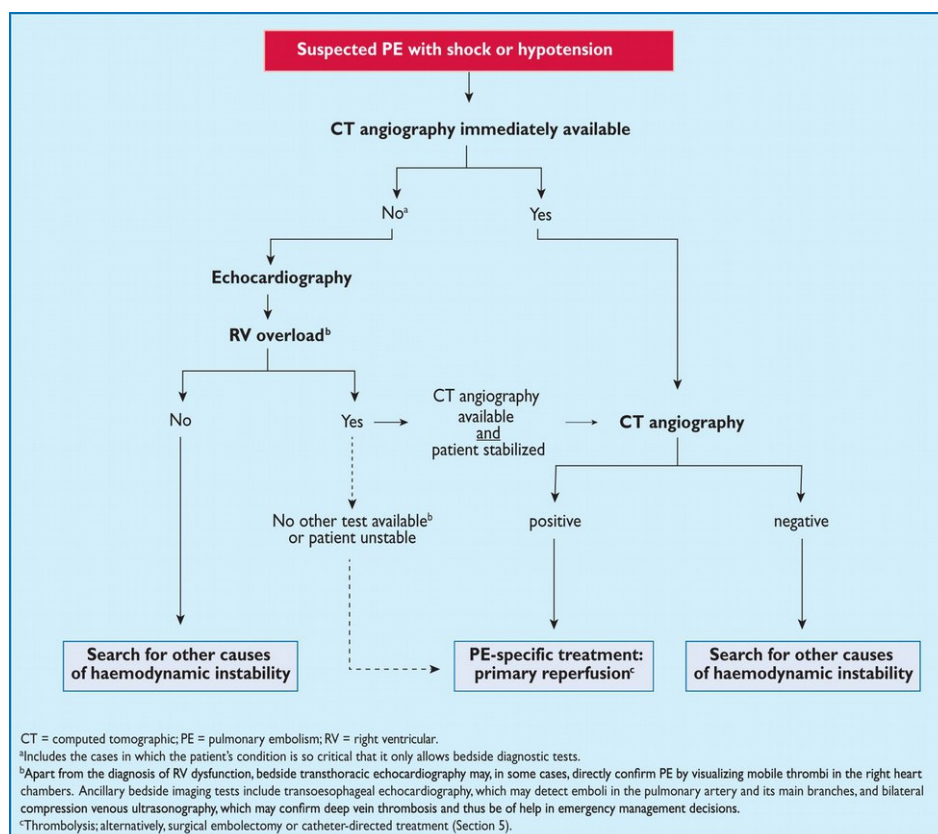 Suspected PE with shock or hypotension
CT angiography immediately available
Noᵃ
Yes
Echocardiography
RV overloadᵇ
No
Yes
CT angiography
available
and
patient stabilized
CT angiography
No other test availableᵇ
or patient unstable
positive
negative
Search for other causes
of haemodynamic instability
PE-specific treatment:
primary reperfusionᶜ
Search for other causes
of haemodynamic instability
CT = computed tomographic; PE = pulmonary embolism; RV = right ventricular.
ᵃIncludes the cases in which the patient's condition is so critical that it only allows bedside diagnostic tests.
ᵇApart from the diagnosis of RV dysfunction, bedside transthoracic echocardiography may, in some cases, directly confirm PE by visualizing mobile thrombi in the right heart
chambers. Ancillary bedside imaging tests include transoesophageal echocardiography, which may detect emboli in the pulmonary artery and its main branches, and bilateral
compression venous ultrasonography, which may confirm deep vein thrombosis and thus be of help in emergency management decisions.
ᶜThrombolysis; alternatively, surgical embolectomy or catheter-directed treatment (Section 5).